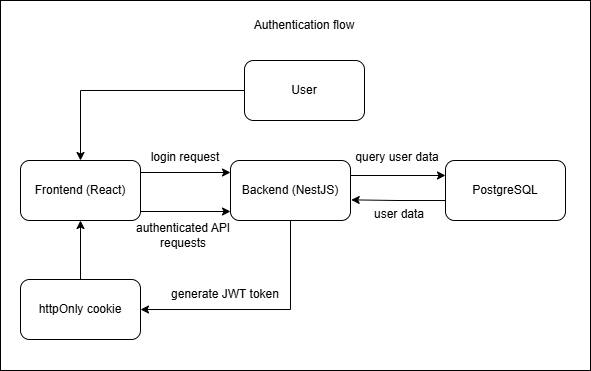 Authentication flow
User
login request
query user data
Frontend (React)
Backend (NestJS)
PostgreSQL
authenticated API
requests
user data
generate JWT token
httpOnly cookie